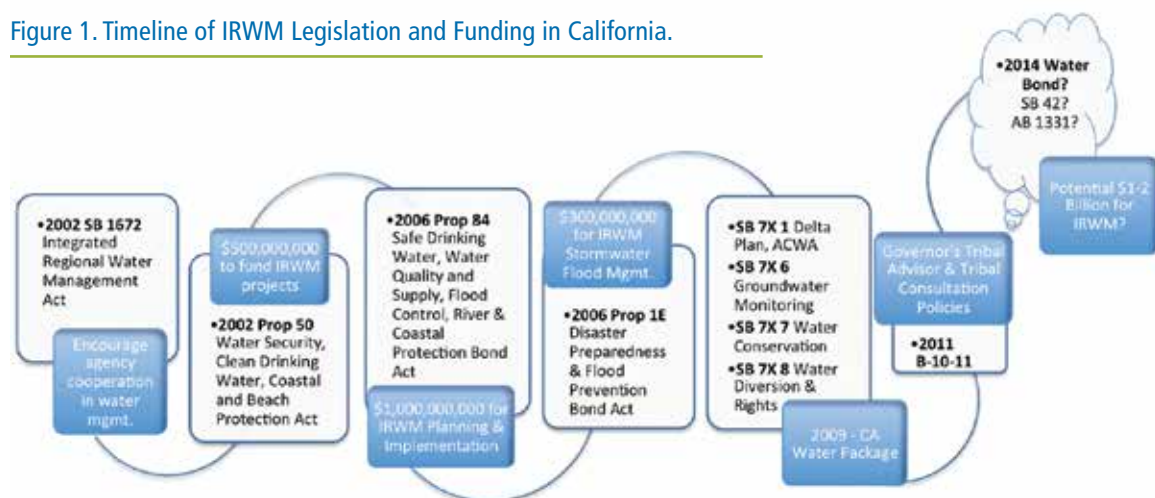 Figure 1. Timeline of IRWM Legislation and Funding in California.
•2002 SB 1672
Integrated
Regional Water
Management
Act
Encourage
agency
cooperation
in water
mgmt.
$500,000,000
to fund IRWM
projects
•2002 Prop 50
Water Security,
Clean Drinking
Water, Coastal
and Beach
Protection Act
•2006 Prop 84
Safe Drinking
Water, Water
Quality and
Supply, Flood
Control, River &
Coastal
Protection Bond
Act
$1,000,000,000 for
IRWM Planning &
Implementation
$300,000,000
for IRWM
Stormwater
Flood Mgmt.
•2006 Prop 1E
Disaster
Preparedness
& Flood
Prevention
Bond Act
•SB 7X 1 Delta
Plan, ACWA
•SB 7X 6
Groundwater
Monitoring
•SB 7X 7 Water
Conservation
•SB 7X 8 Water
Diversion &
Rights
2009 - CA
Water Package
Governor's Tribal
Advisor & Tribal
Consultation
Policies
•2011
B-10-11
•2014 Water
Bond?
SB 42?
AB 1331?
Potential $1-2
Billion for
IRWM?